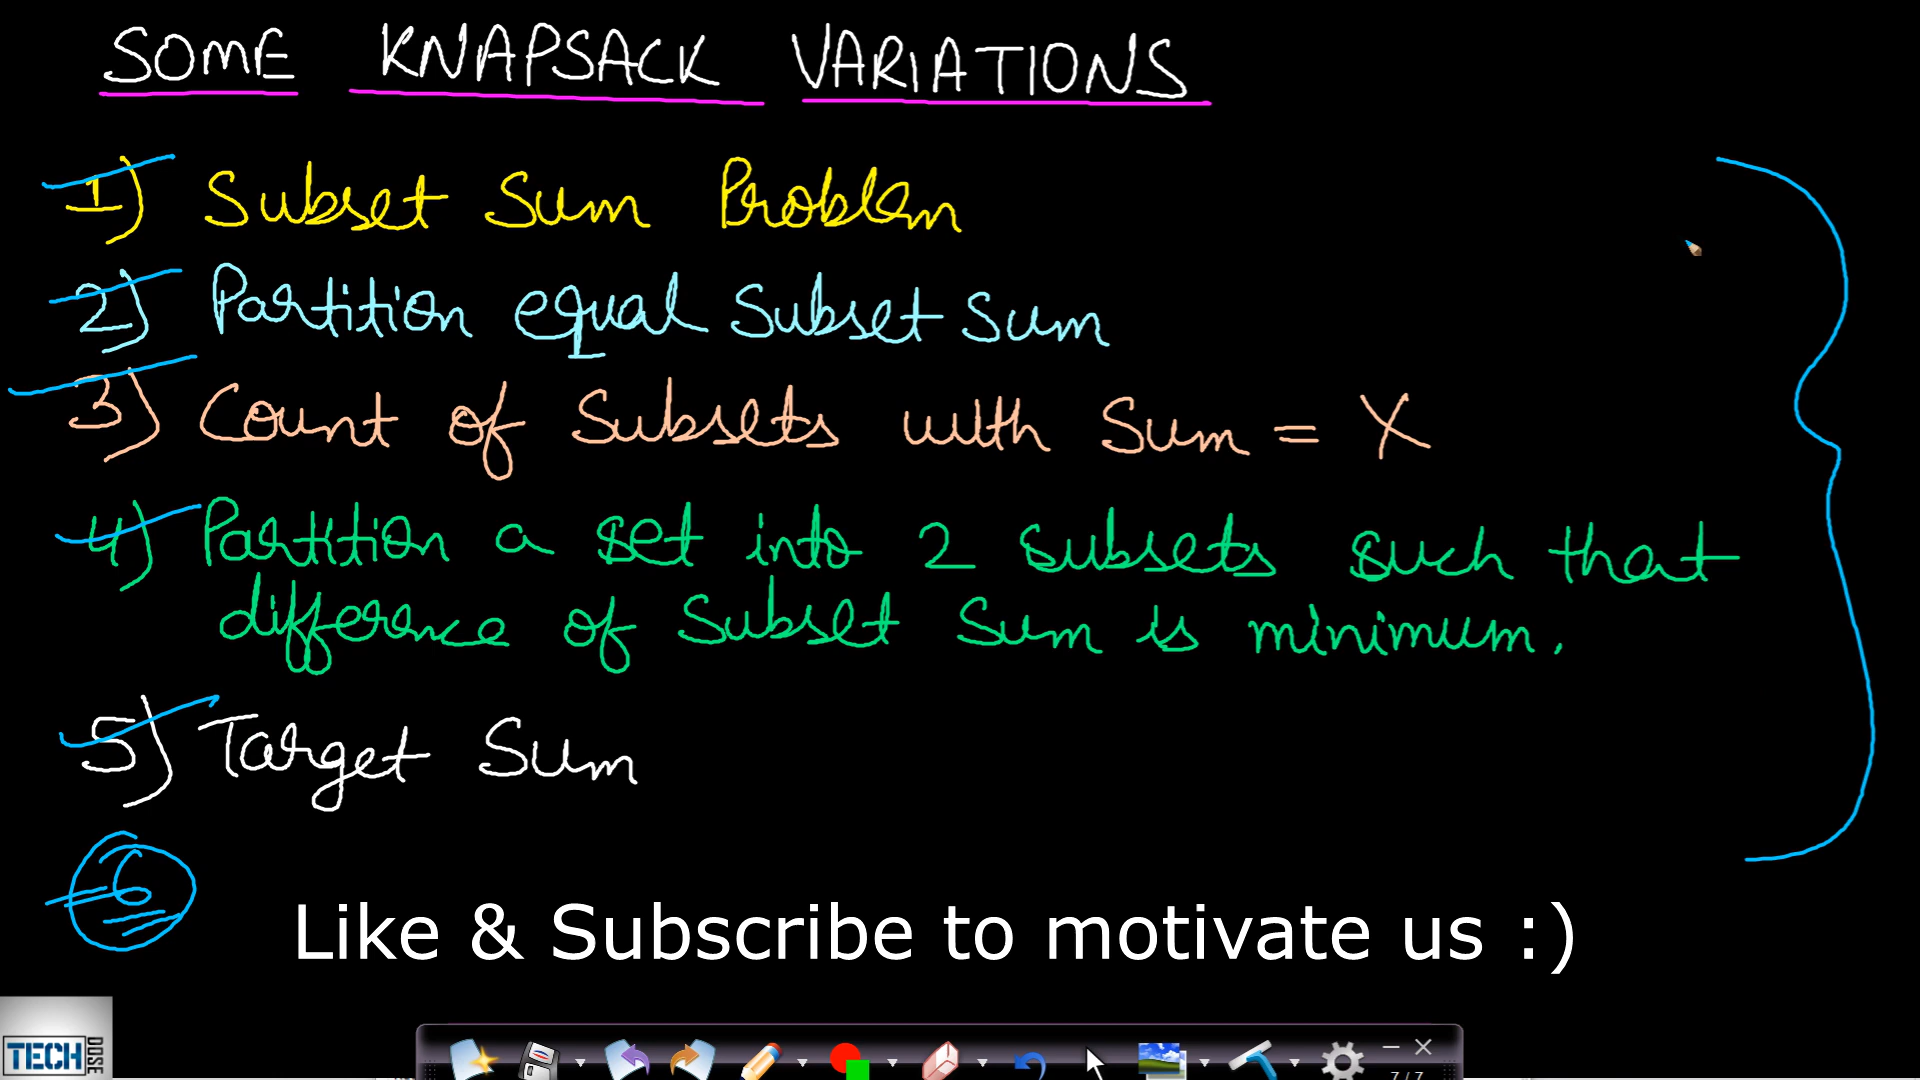 SOME KNAPSACK VARIATIONS
1) Subset Sum Problem
2) Partition equal Subset Sum
3) Count of Subsets with Sum = X
4) Partition a set into 2 subsets such that
difference of Subset Sum is minimum.
5) Target Sum
6
Like & Subscribe to motivate us :)
TECH DOSE
7/7